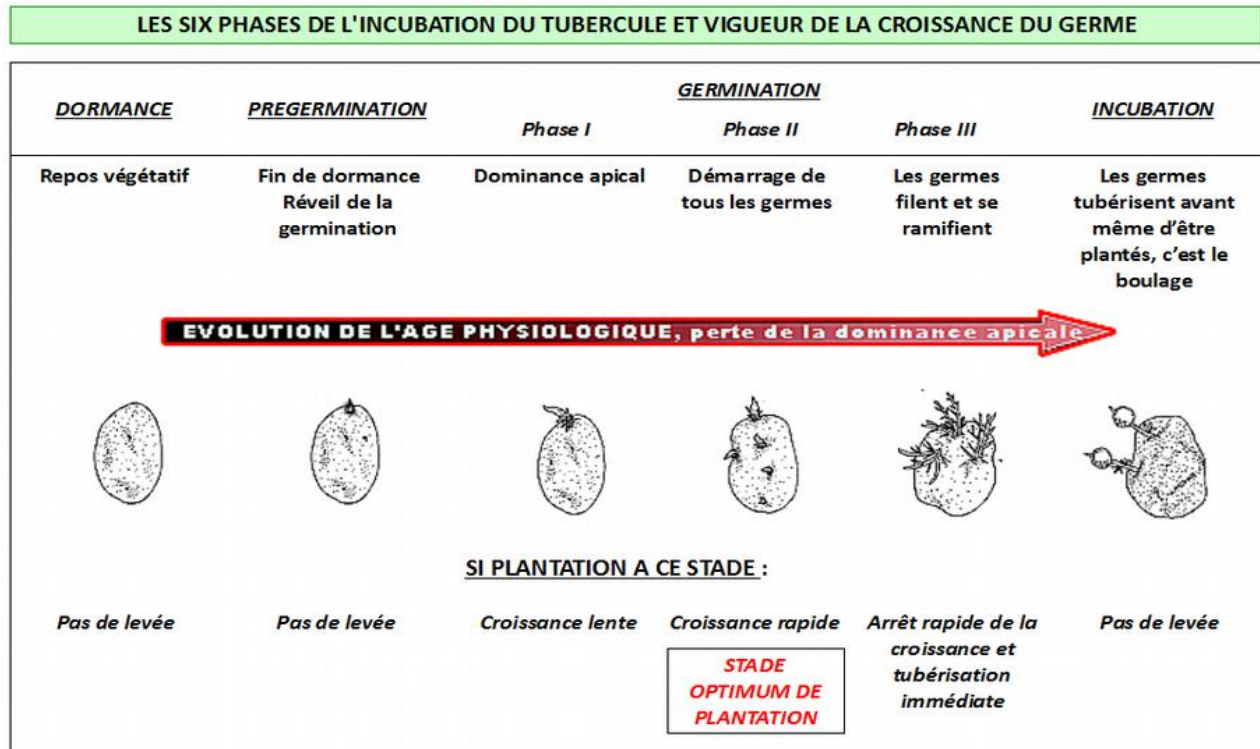 LES SIX PHASES DE L'INCUBATION DU TUBERCULE ET VIGUEUR DE LA CROISSANCE DU GERME
DORMANCE
PREGERMINATION
GERMINATION
Phase I
Phase II
Phase III
INCUBATION
Repos végétatif
Fin de dormance
Réveil de la
germination
Dominance apical
Démarrage de
tous les germes
Les germes
filent et se
ramifient
Les germes
tubérisent avant
même d'être
plantés, c'est le
boulage
EVOLUTION DE L'AGE PHYSIOLOGIQUE, perte de la dominance apicale
SI PLANTATION A CE STADE :
Pas de levée
Pas de levée
Croissance lente
Croissance rapide
STADE
OPTIMUM DE
PLANTATION
Arrêt rapide de la
croissance et
tubérisation
immédiate
Pas de levée